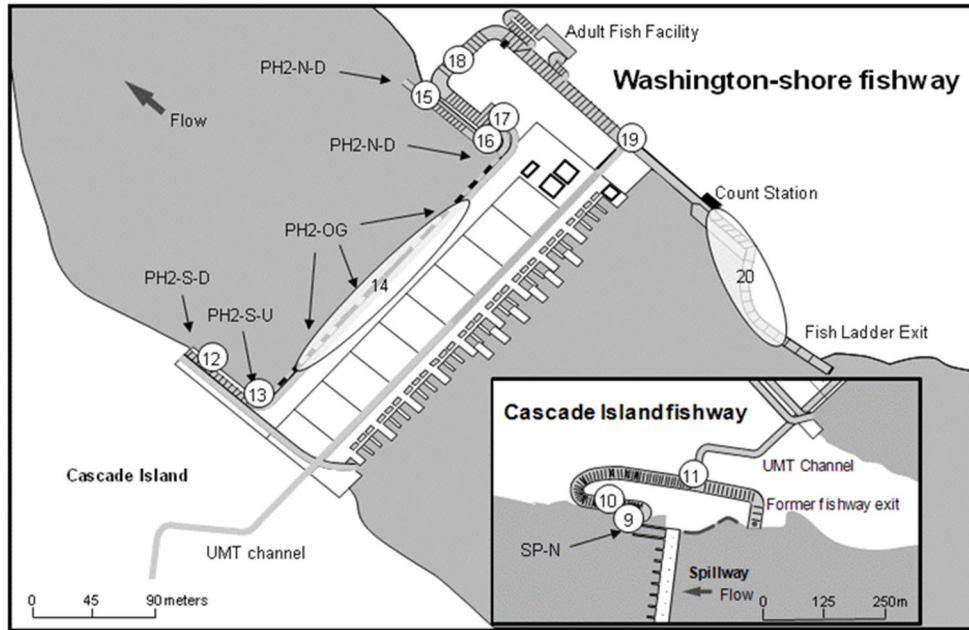 Adult Fish Facility
18
PH2-N-D
Washington-shore fishway
15
Flow
17
16
19
PH2-N-D
Count Station
PH2-OG
20
14
PH2-S-D
PH2-S-U
Fish Ladder Exit
12
13
Cascade Island fishway
Cascade Island
11
UMT Channel
10
Former fishway exit
9
UMT channel
SP-N
Spillway
Flow
0 45 90 meters
0 125 250 m